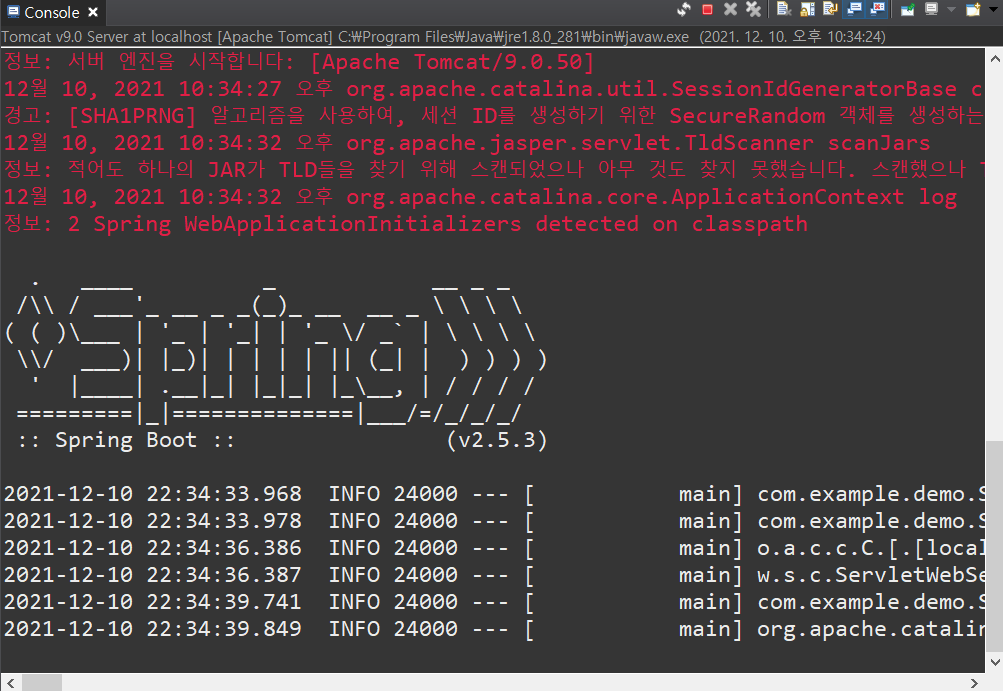 Console
Tomcat v9.0 Server at localhost [Apache Tomcat] C:₩Program Files₩Java₩jre1.8.0_281₩bin₩javaw.exe (2021. 12. 10. 오후 10:34:24)
정보: 서버 엔진을 시작합니다: [Apache Tomcat/9.0.50]
12월 10, 2021 10:34:27 오후 org.apache.catalina.util.SessionIdGeneratorBase c
경고: [SHA1PRNG] 알고리즘을 사용하여, 세션 ID를 생성하기 위한 SecureRandom 객체를 생성하는
12월 10, 2021 10:34:32 오후 org.apache.jasper.servlet.TldScanner scanJars
정보: 적어도 하나의 JAR가 TLD들을 찾기 위해 스캔되었으나 아무 것도 찾지 못했습니다. 스캔했으나
12월 10, 2021 10:34:32 오후 org.apache.catalina.core.ApplicationContext log
정보: 2 Spring WebApplicationInitializers detected on classpath
  .   ____          _            __ _ _
 /\\ / ___'_ __ _ _(_)_ __  __ _ \ \ \ \
( ( )\___ | '_ | '_| | '_ \/ _` | \ \ \ \
 \\/  ___)| |_)| | | | | || (_| |  ) ) ) )
  '  |____| .__|_| |_|_| |_\__, | / / / /
 =========|_|==============|___/=/_/_/_/
 :: Spring Boot ::                (v2.5.3)
2021-12-10 22:34:33.968  INFO 24000 --- [           main] com.example.demo.S
2021-12-10 22:34:33.978  INFO 24000 --- [           main] com.example.demo.S
2021-12-10 22:34:36.386  INFO 24000 --- [           main] o.a.c.c.C.[.[local
2021-12-10 22:34:36.387  INFO 24000 --- [           main] w.s.c.ServletWebSe
2021-12-10 22:34:39.741  INFO 24000 --- [           main] com.example.demo.S
2021-12-10 22:34:39.849  INFO 24000 --- [           main] org.apache.catalin